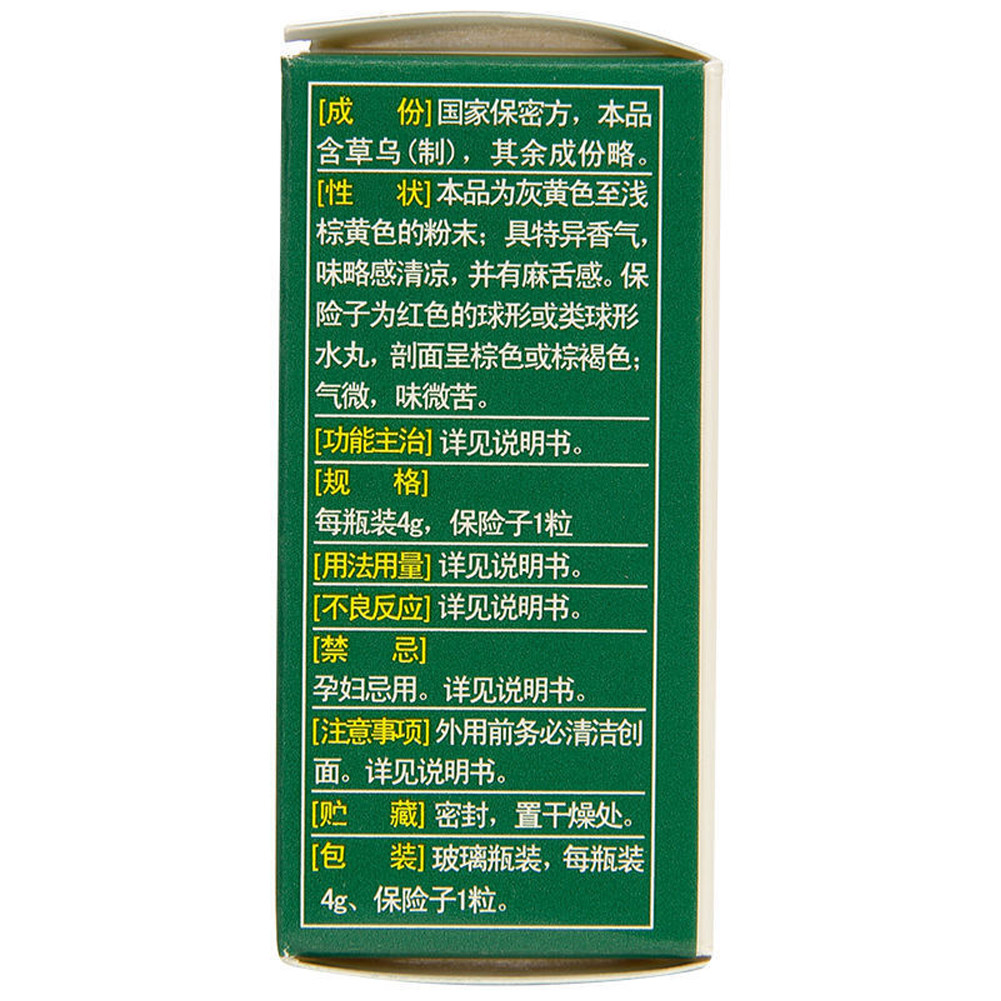 [成 份]国家保密方，本品
含草乌(制)，其余成份略。
[性 状]本品为灰黄色至浅
棕黄色的粉末；具特异香气，
味略感清凉，并有麻舌感。保
险子为红色的球形或类球形
水丸，剖面呈棕色或棕褐色；
气微，味微苦。
[功能主治]详见说明书。
[规 格]
每瓶装4g，保险子1粒
[用法用量]详见说明书。
[不良反应]详见说明书。
[禁 忌]
孕妇忌用。详见说明书。
[注意事项]外用前务必清洁创
面。详见说明书。
[贮 藏]密封，置干燥处。
[包 装]玻璃瓶装，每瓶装
4g、保险子1粒。